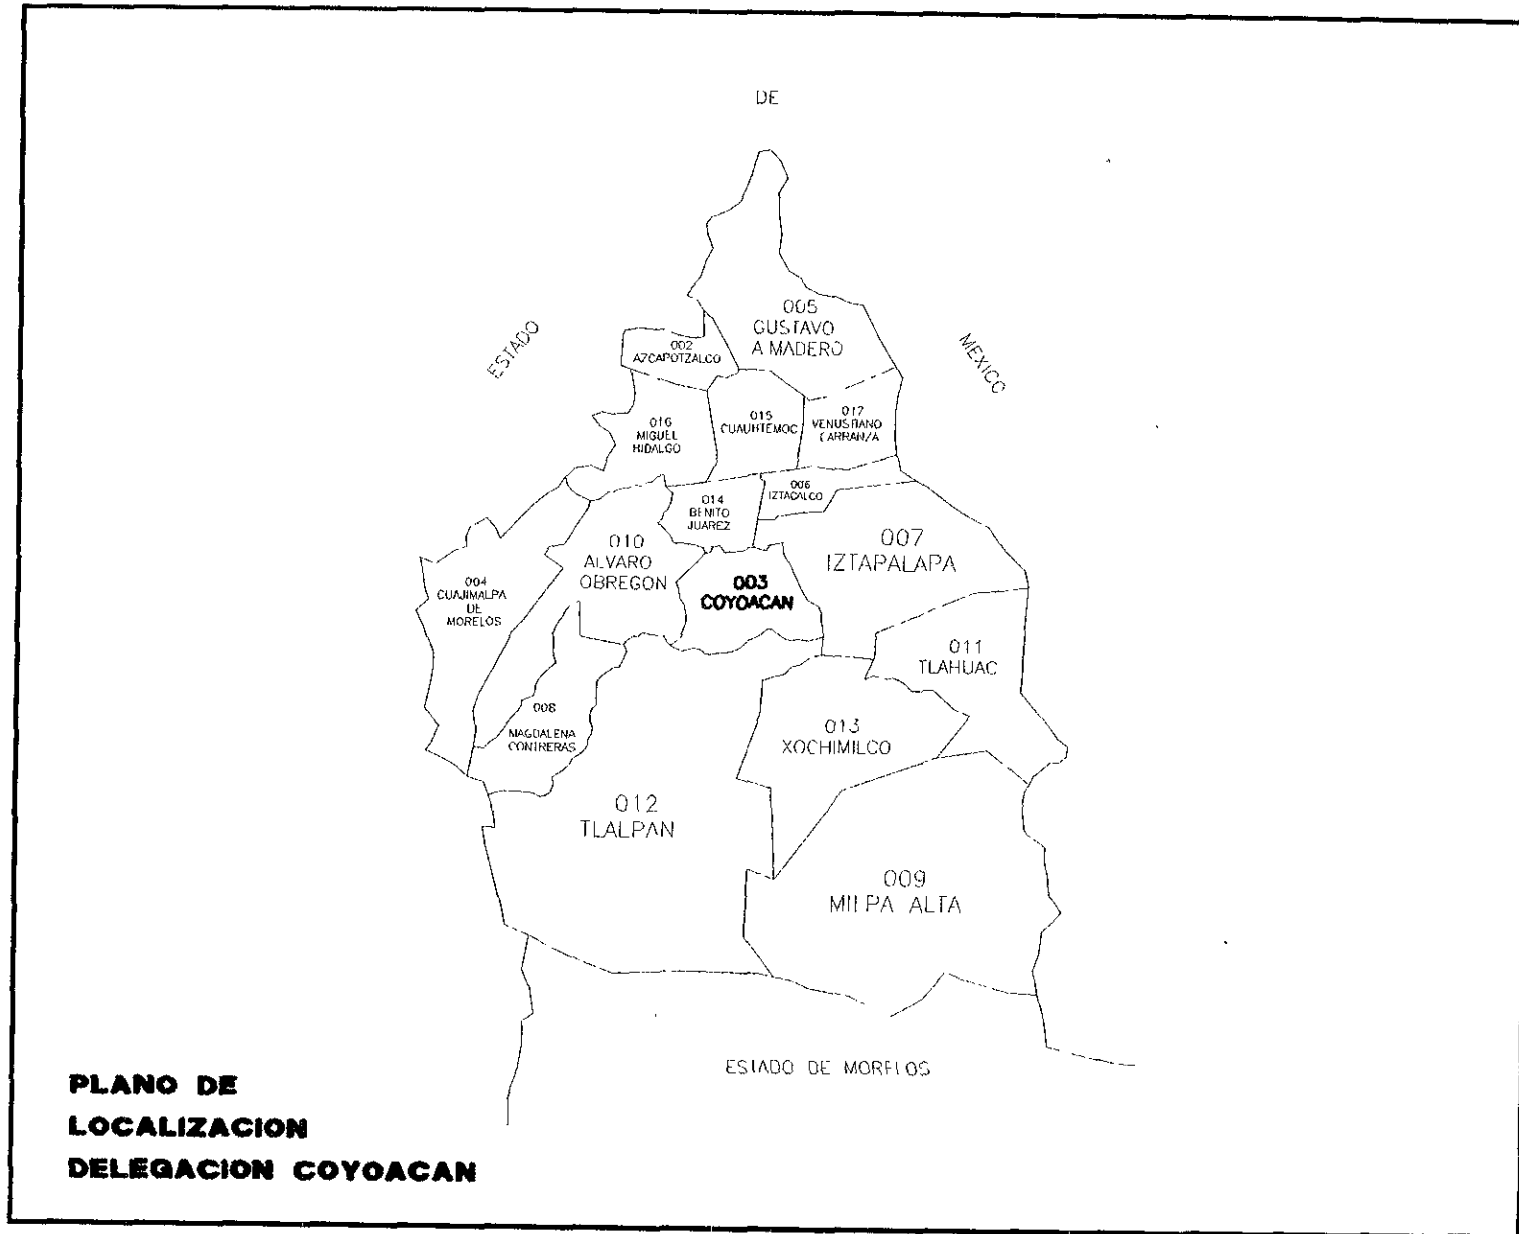 DE
ESTADO
MEXICO
005
GUSTAVO
A MADERO
002
AZCAPOTZALCO
016
MIGUEL
HIDALGO
015
CUAUHTEMOC
017
VENUSTIANO
CARRANZA
006
IZTACALCO
014
BENITO
JUAREZ
007
IZTAPALAPA
010
ALVARO
OBREGON
003
COYOACAN
004
CUAJIMALPA
DE
MORELOS
011
TLAHUAC
008
MAGDALENA
CONTRERAS
013
XOCHIMILCO
012
TLALPAN
009
MILPA ALTA
ESTADO DE MORELOS
PLANO DE
LOCALIZACION
DELEGACION COYOACAN